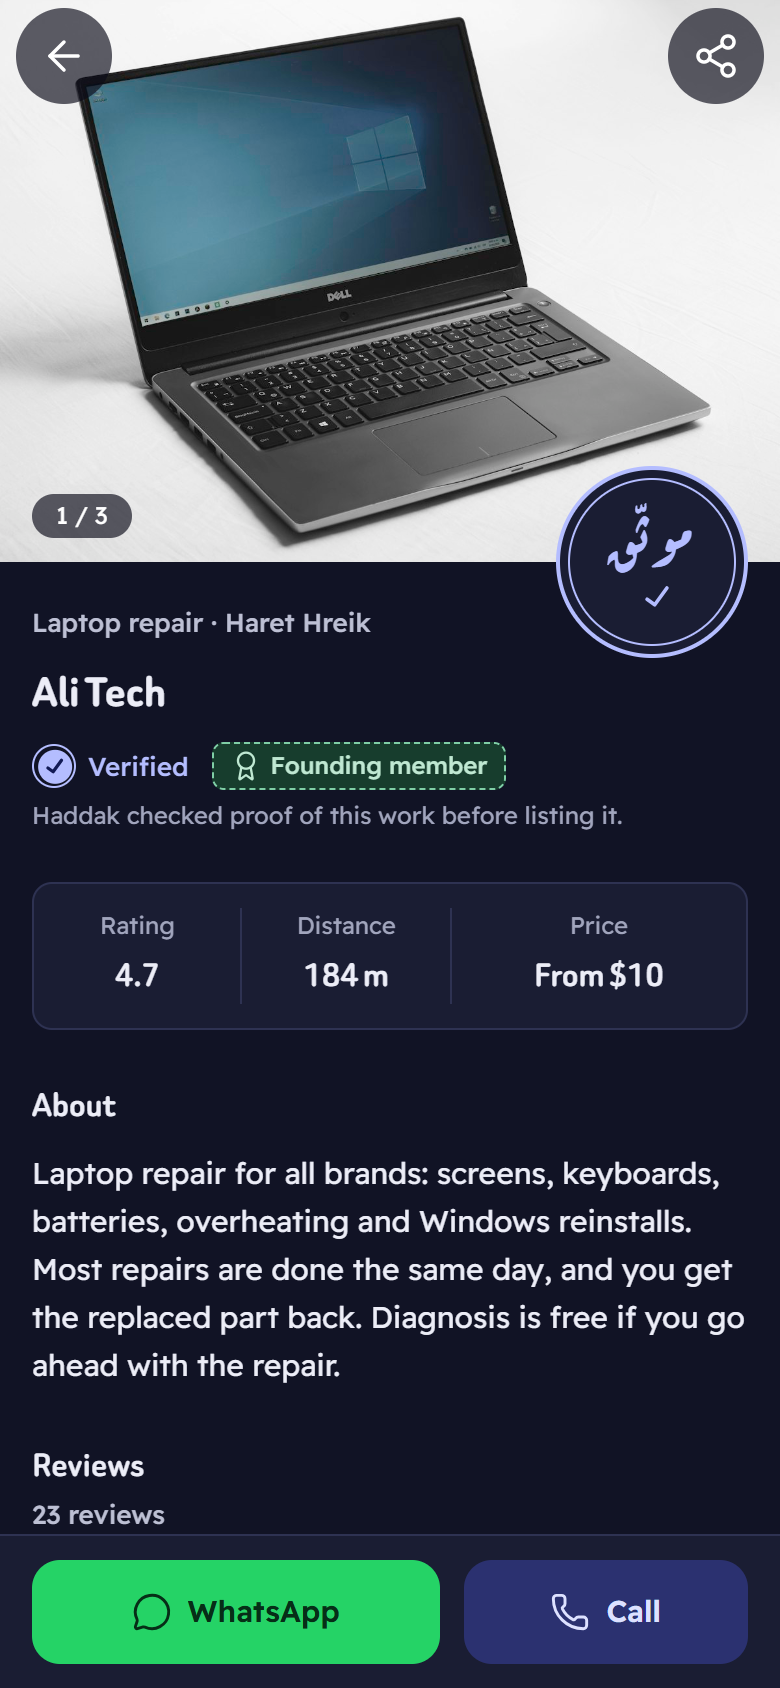 DELL
1 / 3
موثّق
Laptop repair · Haret Hreik
Ali Tech
Verified
Founding member
Haddak checked proof of this work before listing it.
Rating
4.7
Distance
184 m
Price
From $10
About
Laptop repair for all brands: screens, keyboards,
batteries, overheating and Windows reinstalls.
Most repairs are done the same day, and you get
the replaced part back. Diagnosis is free if you go
ahead with the repair.
Reviews
23 reviews
WhatsApp
Call